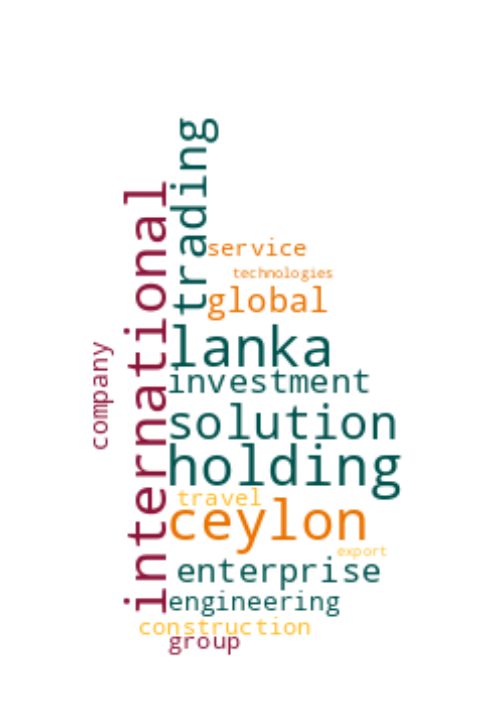 trading
international
service
technologies
global
lanka
company
investment
solution
holding
travel
ceylon
export
enterprise
engineering
construction
group